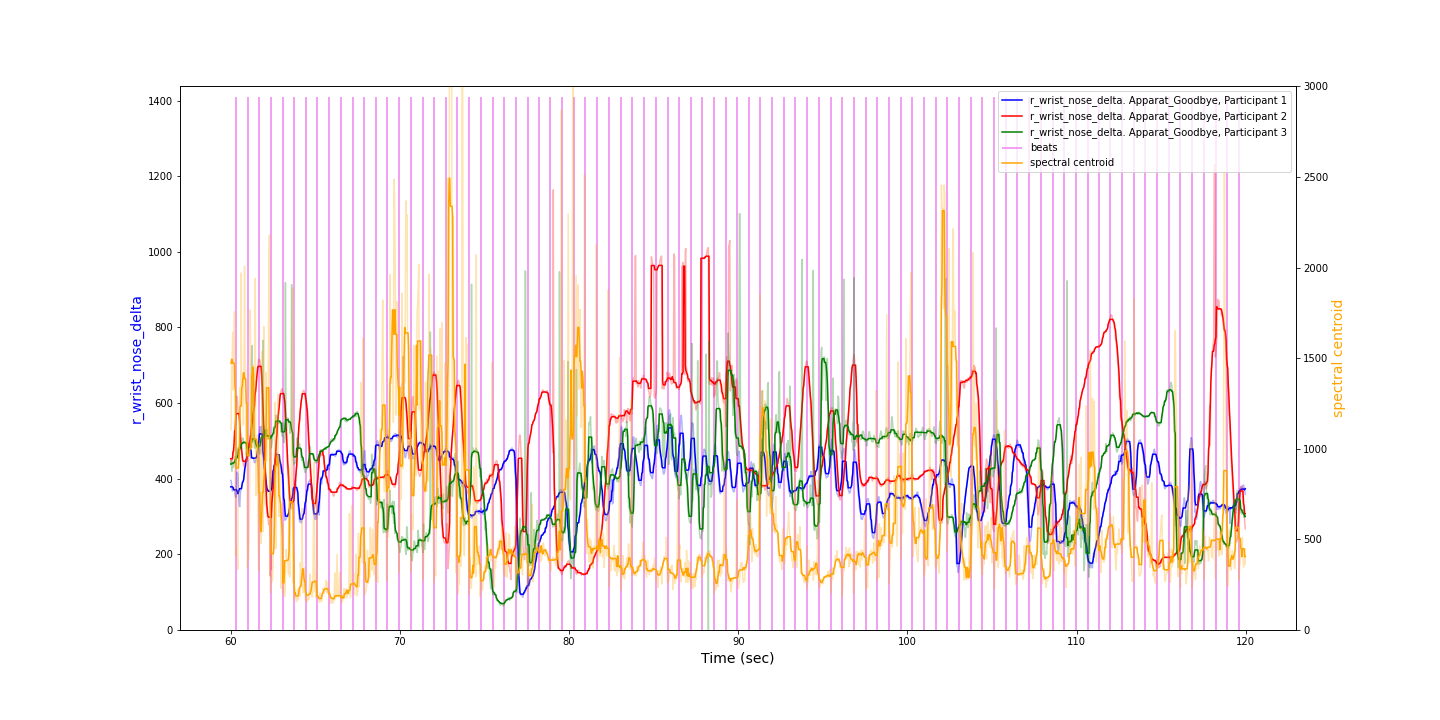 r_wrist_nose_delta. Apparat_Goodbye, Participant 1
r_wrist_nose_delta. Apparat_Goodbye, Participant 2
r_wrist_nose_delta. Apparat_Goodbye, Participant 3
beats
spectral centroid
r_wrist_nose_delta
1400
1200
1000
800
600
400
200
0
3000
2500
2000
1500
1000
500
0
spectral centroid
60
70
80
90
100
110
120
Time (sec)